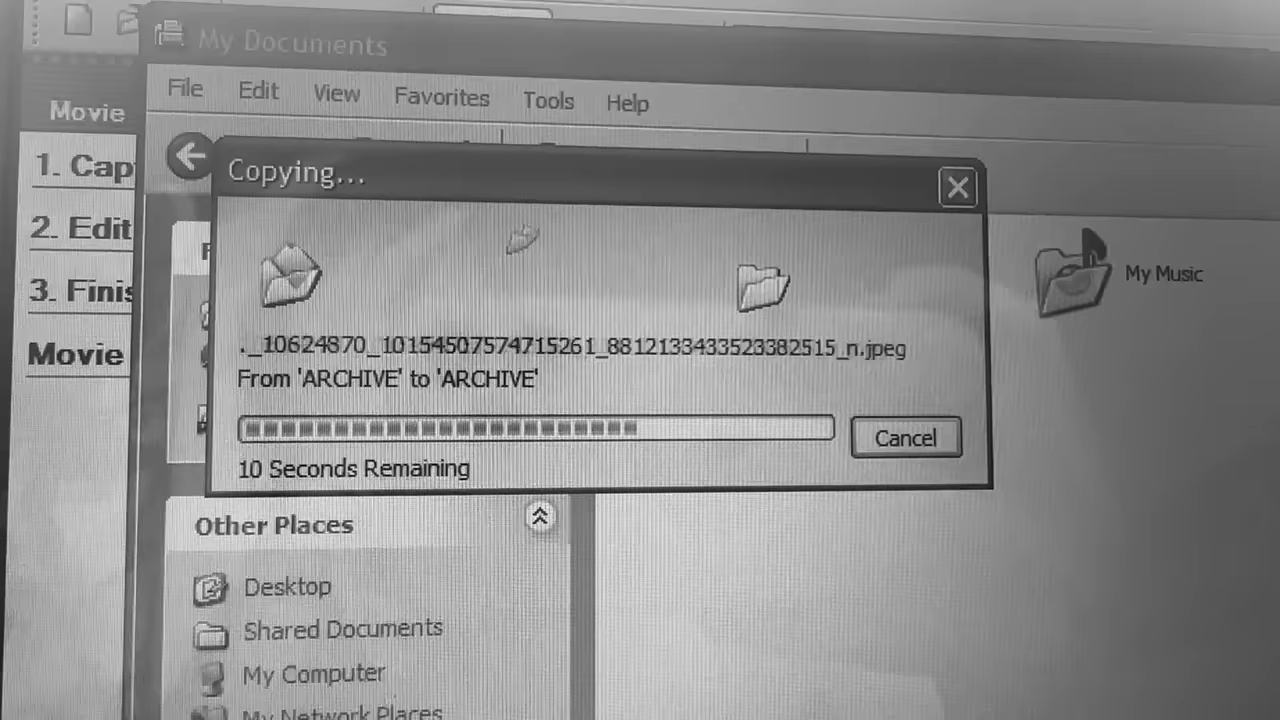 My Documents
File Edit View Favorites Tools Help
Movie
1. Cap
2. Edit
3. Finis
Movie
Copying...
._10624870_10154507574715261_8812133433523382515_n.jpeg
From 'ARCHIVE' to 'ARCHIVE'
Cancel
10 Seconds Remaining
My Music
Other Places
Desktop
Shared Documents
My Computer
My Network Places